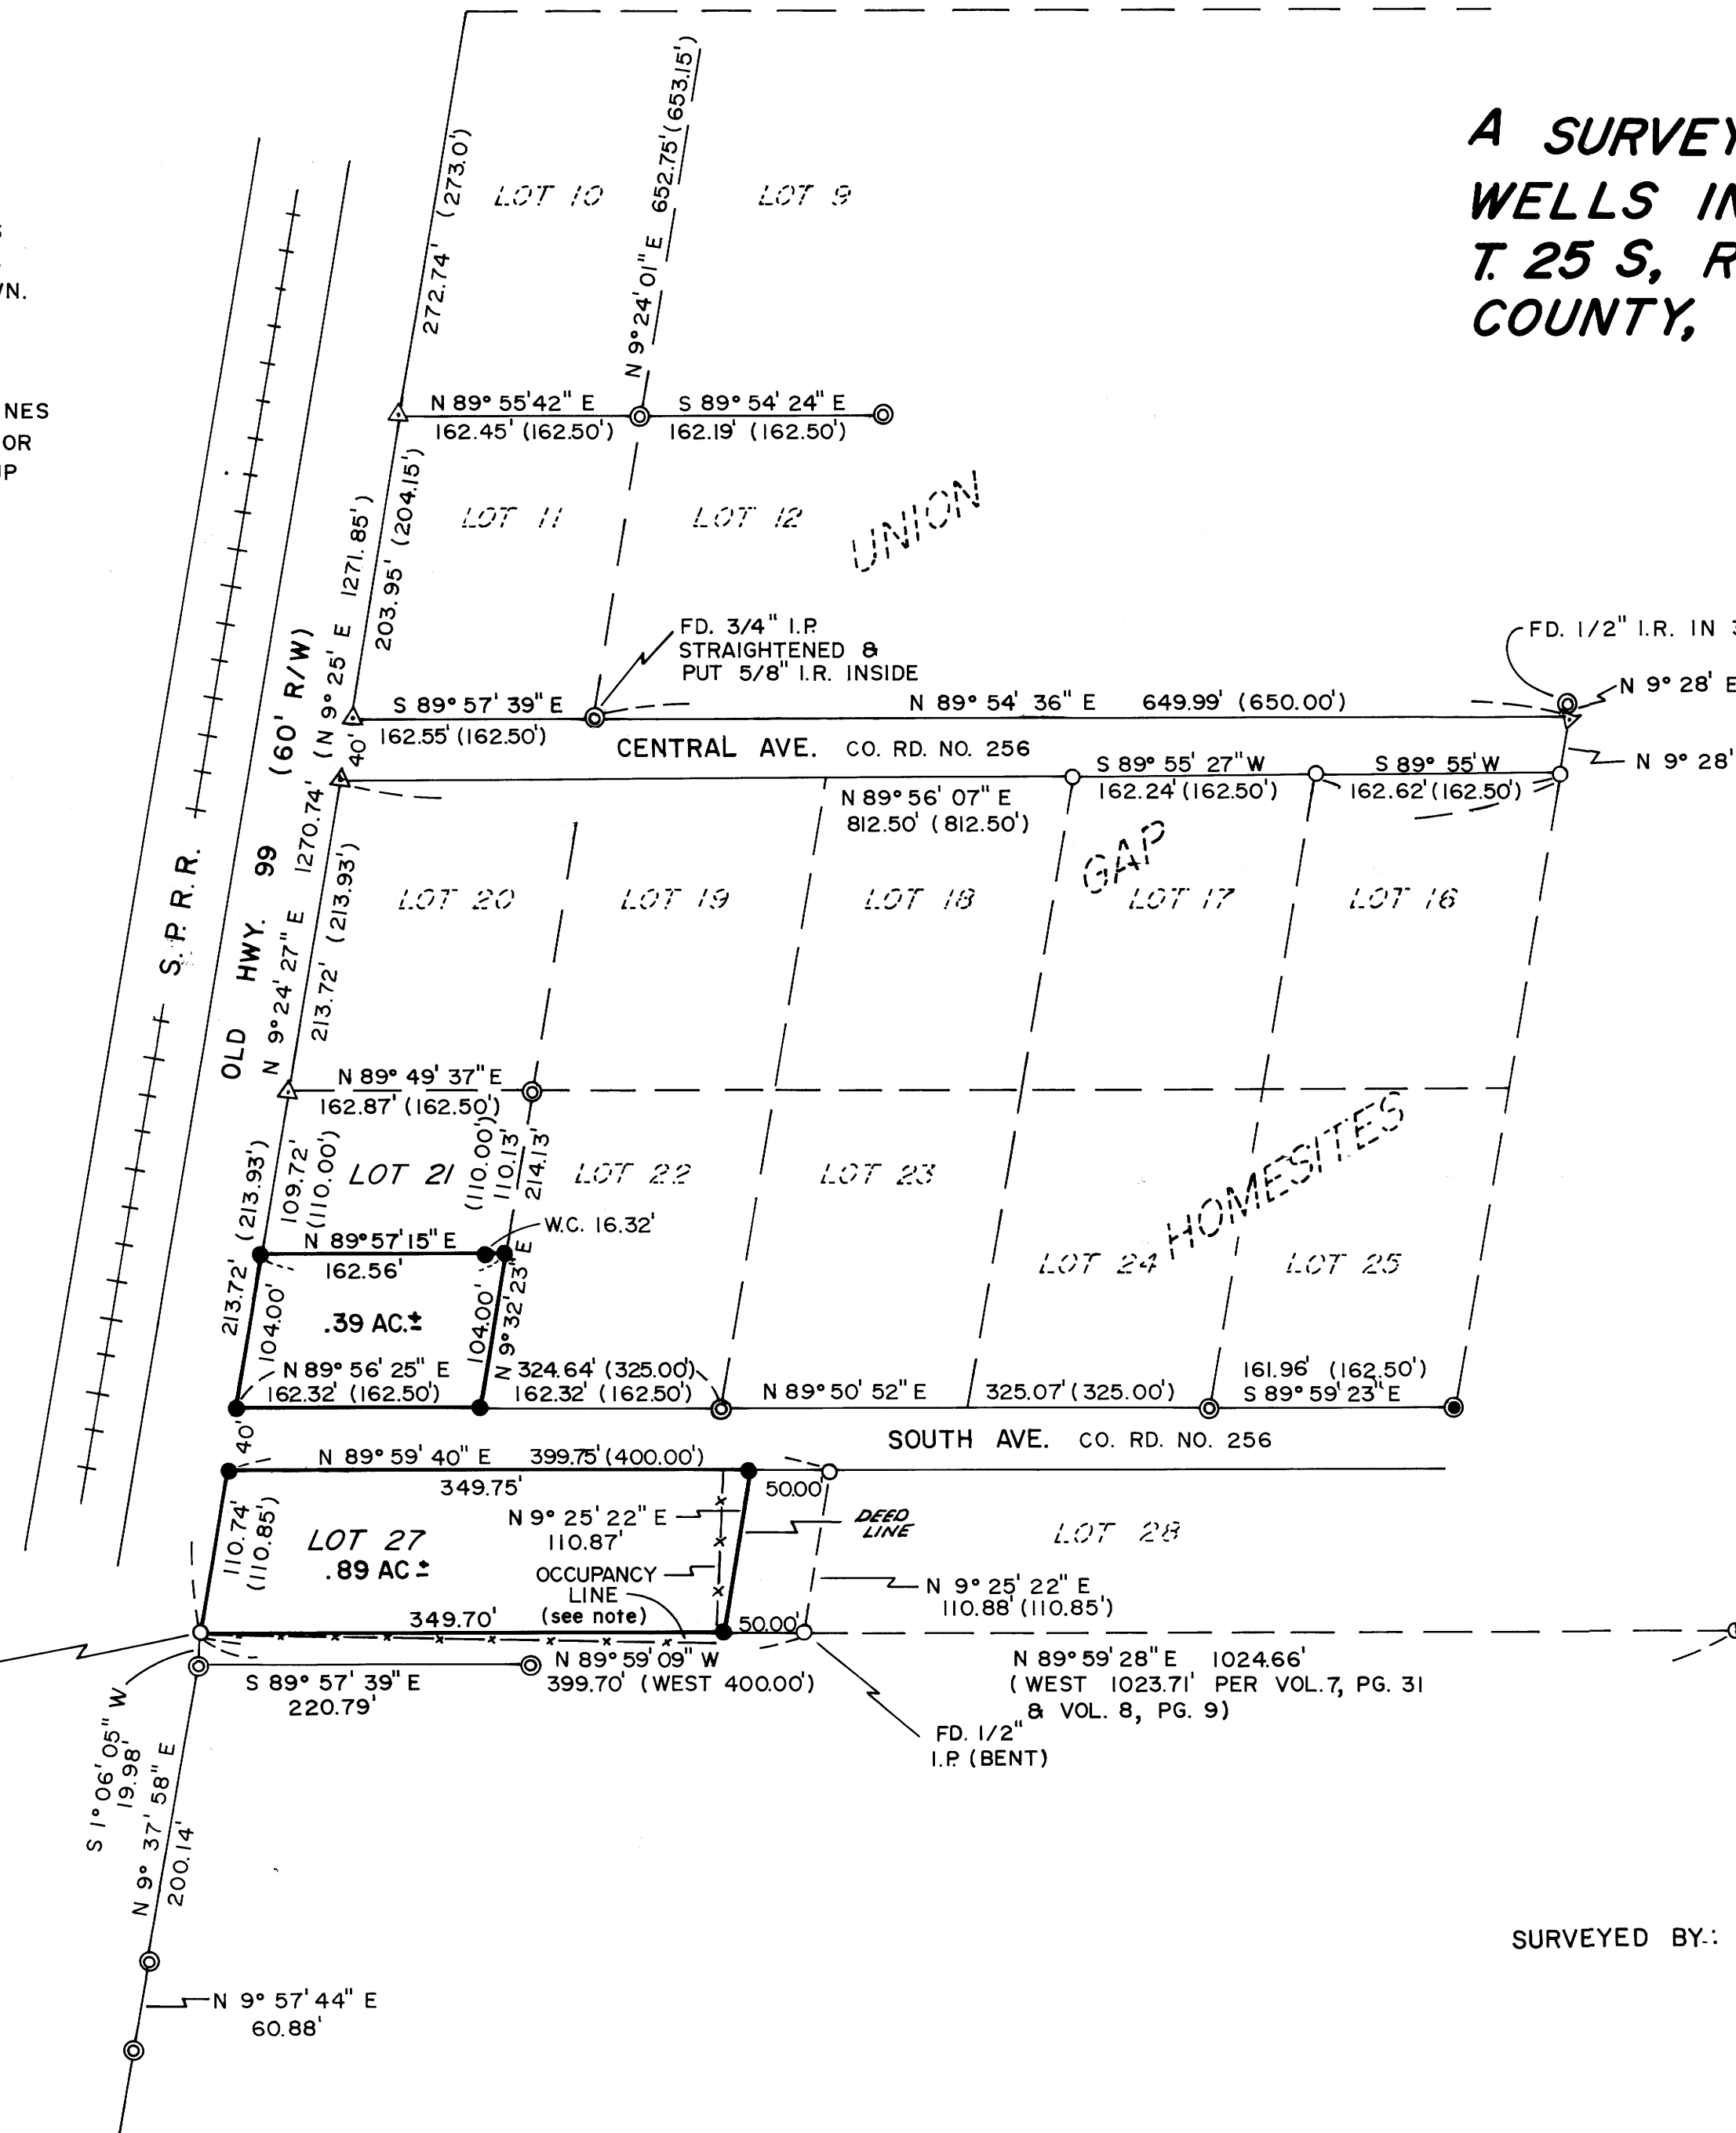 A SURVEY
WELLS IN
T. 25 S, R
COUNTY,
S
VN.
NES
OR
IP
272.74' (273.0')
N 9° 24' 01" E 652.75' (653.15')
LOT 10
LOT 9
N 89° 55' 42" E
162.45' (162.50')
S 89° 54' 24" E
162.19' (162.50')
LOT 11
LOT 12
UNION
203.95' (204.15')
(N 9° 25' E 1271.85')
FD. 3/4" I.P.
STRAIGHTENED &
PUT 5/8" I.R. INSIDE
FD. 1/2" I.R. IN 3
N 9° 28' E
N 9° 28'
S 89° 57' 39" E
162.55' (162.50')
N 89° 54' 36" E 649.99' (650.00')
40'
CENTRAL AVE. CO. RD. NO. 256
S 89° 55' 27" W
162.24' (162.50')
S 89° 55' W
162.62' (162.50')
N 89° 56' 07" E
812.50' (812.50')
S.P.R.R.
OLD HWY. 99 (60' R/W)
N 9° 24' 27" E 1270.74'
213.72' (213.93')
GAP
LOT 20
LOT 19
LOT 18
LOT 17
LOT 16
N 89° 49' 37" E
162.87' (162.50')
213.72' (213.93')
109.72'
(110.00')
LOT 21
(110.00')
110.13'
214.13'
LOT 22
LOT 23
HOMESITES
W.C. 16.32'
N 89° 57' 15" E
162.56'
LOT 24
LOT 25
104.00'
.39 AC.±
104.00'
N 9° 32' 23" E
N 89° 56' 25" E
162.32' (162.50')
324.64' (325.00')
162.32' (162.50')
N 89° 50' 52" E 325.07' (325.00')
161.96' (162.50')
S 89° 59' 23" E
40'
SOUTH AVE. CO. RD. NO. 256
N 89° 59' 40" E 399.75' (400.00')
349.75'
50.00'
110.74'
(110.85')
LOT 27
.89 AC ±
N 9° 25' 22" E
110.87'
DEED
LINE
LOT 28
OCCUPANCY
LINE
(see note)
N 9° 25' 22" E
110.88' (110.85')
349.70'
50.00'
N 89° 59' 09" W
399.70' (WEST 400.00')
N 89° 59' 28" E 1024.66'
(WEST 1023.71' PER VOL. 7, PG. 31
& VOL. 8, PG. 9)
S 89° 57' 39" E
220.79'
FD. 1/2"
I.P. (BENT)
S 1° 06' 05" W
19.98'
N 9° 37' 58" E
200.14'
N 9° 57' 44" E
60.88'
SURVEYED BY: